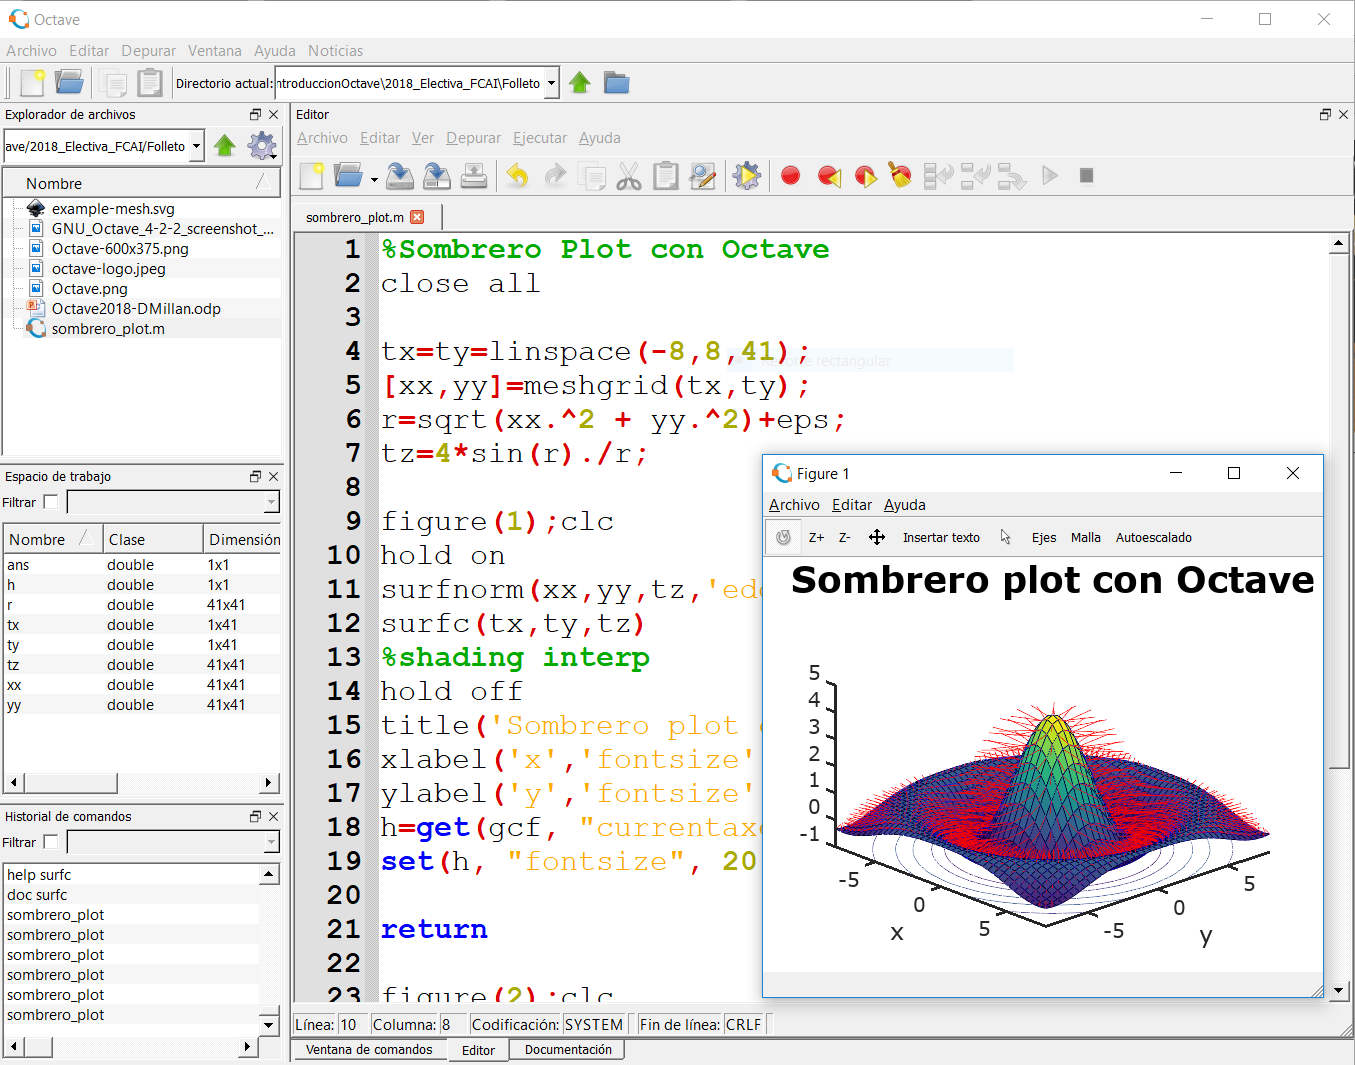 Octave
Archivo Editar Depurar Ventana Ayuda Noticias
Directorio actual: ntroduccionOctave\2018_Electiva_FCAI\Folleto
Explorador de archivos
ave/2018_Electiva_FCAI/Folleto
Nombre
example-mesh.svg
GNU_Octave_4-2-2_screenshot_...
Octave-600x375.png
octave-logo.jpeg
Octave.png
Octave2018-DMillan.odp
sombrero_plot.m
Espacio de trabajo
Filtrar
Nombre Clase Dimensión
ans double 1x1
h double 1x1
r double 41x41
tx double 1x41
ty double 1x41
tz double 41x41
xx double 41x41
yy double 41x41
Historial de comandos
Filtrar
help surfc
doc surfc
sombrero_plot
sombrero_plot
sombrero_plot
sombrero_plot
sombrero_plot
sombrero_plot
Editor
Archivo Editar Ver Depurar Ejecutar Ayuda
sombrero_plot.m
1 %Sombrero Plot con Octave
2 close all
3
4 tx=ty=linspace(-8,8,41);
rectangular
5 [xx,yy]=meshgrid(tx,ty);
6 r=sqrt(xx.^2 + yy.^2)+eps;
7 tz=4*sin(r)./r;
8
9 figure(1);clc
10 hold on
11 surfnorm(xx,yy,tz,'edg
12 surfc(tx,ty,tz)
13 %shading interp
14 hold off
15 title('Sombrero plot c
16 xlabel('x','fontsize'
17 ylabel('y','fontsize'
18 h=get(gcf, "currentaxe
19 set(h, "fontsize", 20
20
21 return
22
23 figure(2);clc
Línea: 10 Columna: 8 Codificación: SYSTEM Fin de línea: CRLF
Ventana de comandos Editor Documentación
Figure 1
Archivo Editar Ayuda
Z+ Z- Insertar texto Ejes Malla Autoescalado
Sombrero plot con Octave
5
4
3
2
1
0
-1
-5
0
5
x
-5
0
5
y